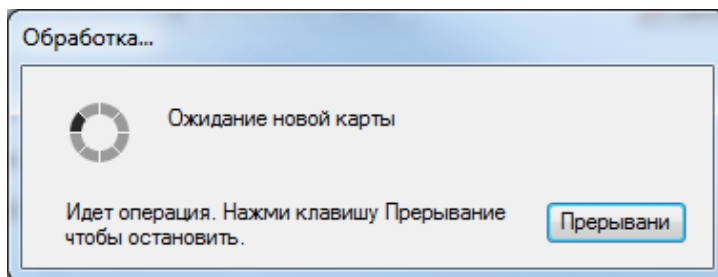 Обработка...
Ожидание новой карты
Идет операция. Нажми клавишу Прерывание
чтобы остановить.
Прерывани